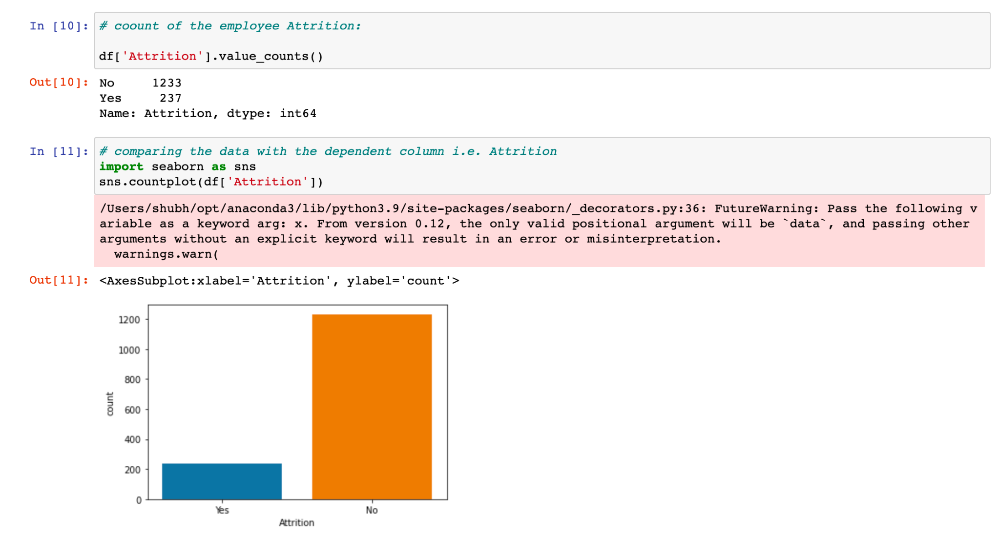 In [10]: # coount of the employee Attrition:
df['Attrition'].value_counts()
Out[10]: No     1233
Yes     237
Name: Attrition, dtype: int64
In [11]: # comparing the data with the dependent column i.e. Attrition
import seaborn as sns
sns.countplot(df['Attrition'])
/Users/shubh/opt/anaconda3/lib/python3.9/site-packages/seaborn/_decorators.py:36: FutureWarning: Pass the following v
ariable as a keyword arg: x. From version 0.12, the only valid positional argument will be `data`, and passing other
arguments without an explicit keyword will result in an error or misinterpretation.
  warnings.warn(
Out[11]: <AxesSubplot:xlabel='Attrition', ylabel='count'>
1200
1000
800
600
400
200
0
count
Yes
No
Attrition